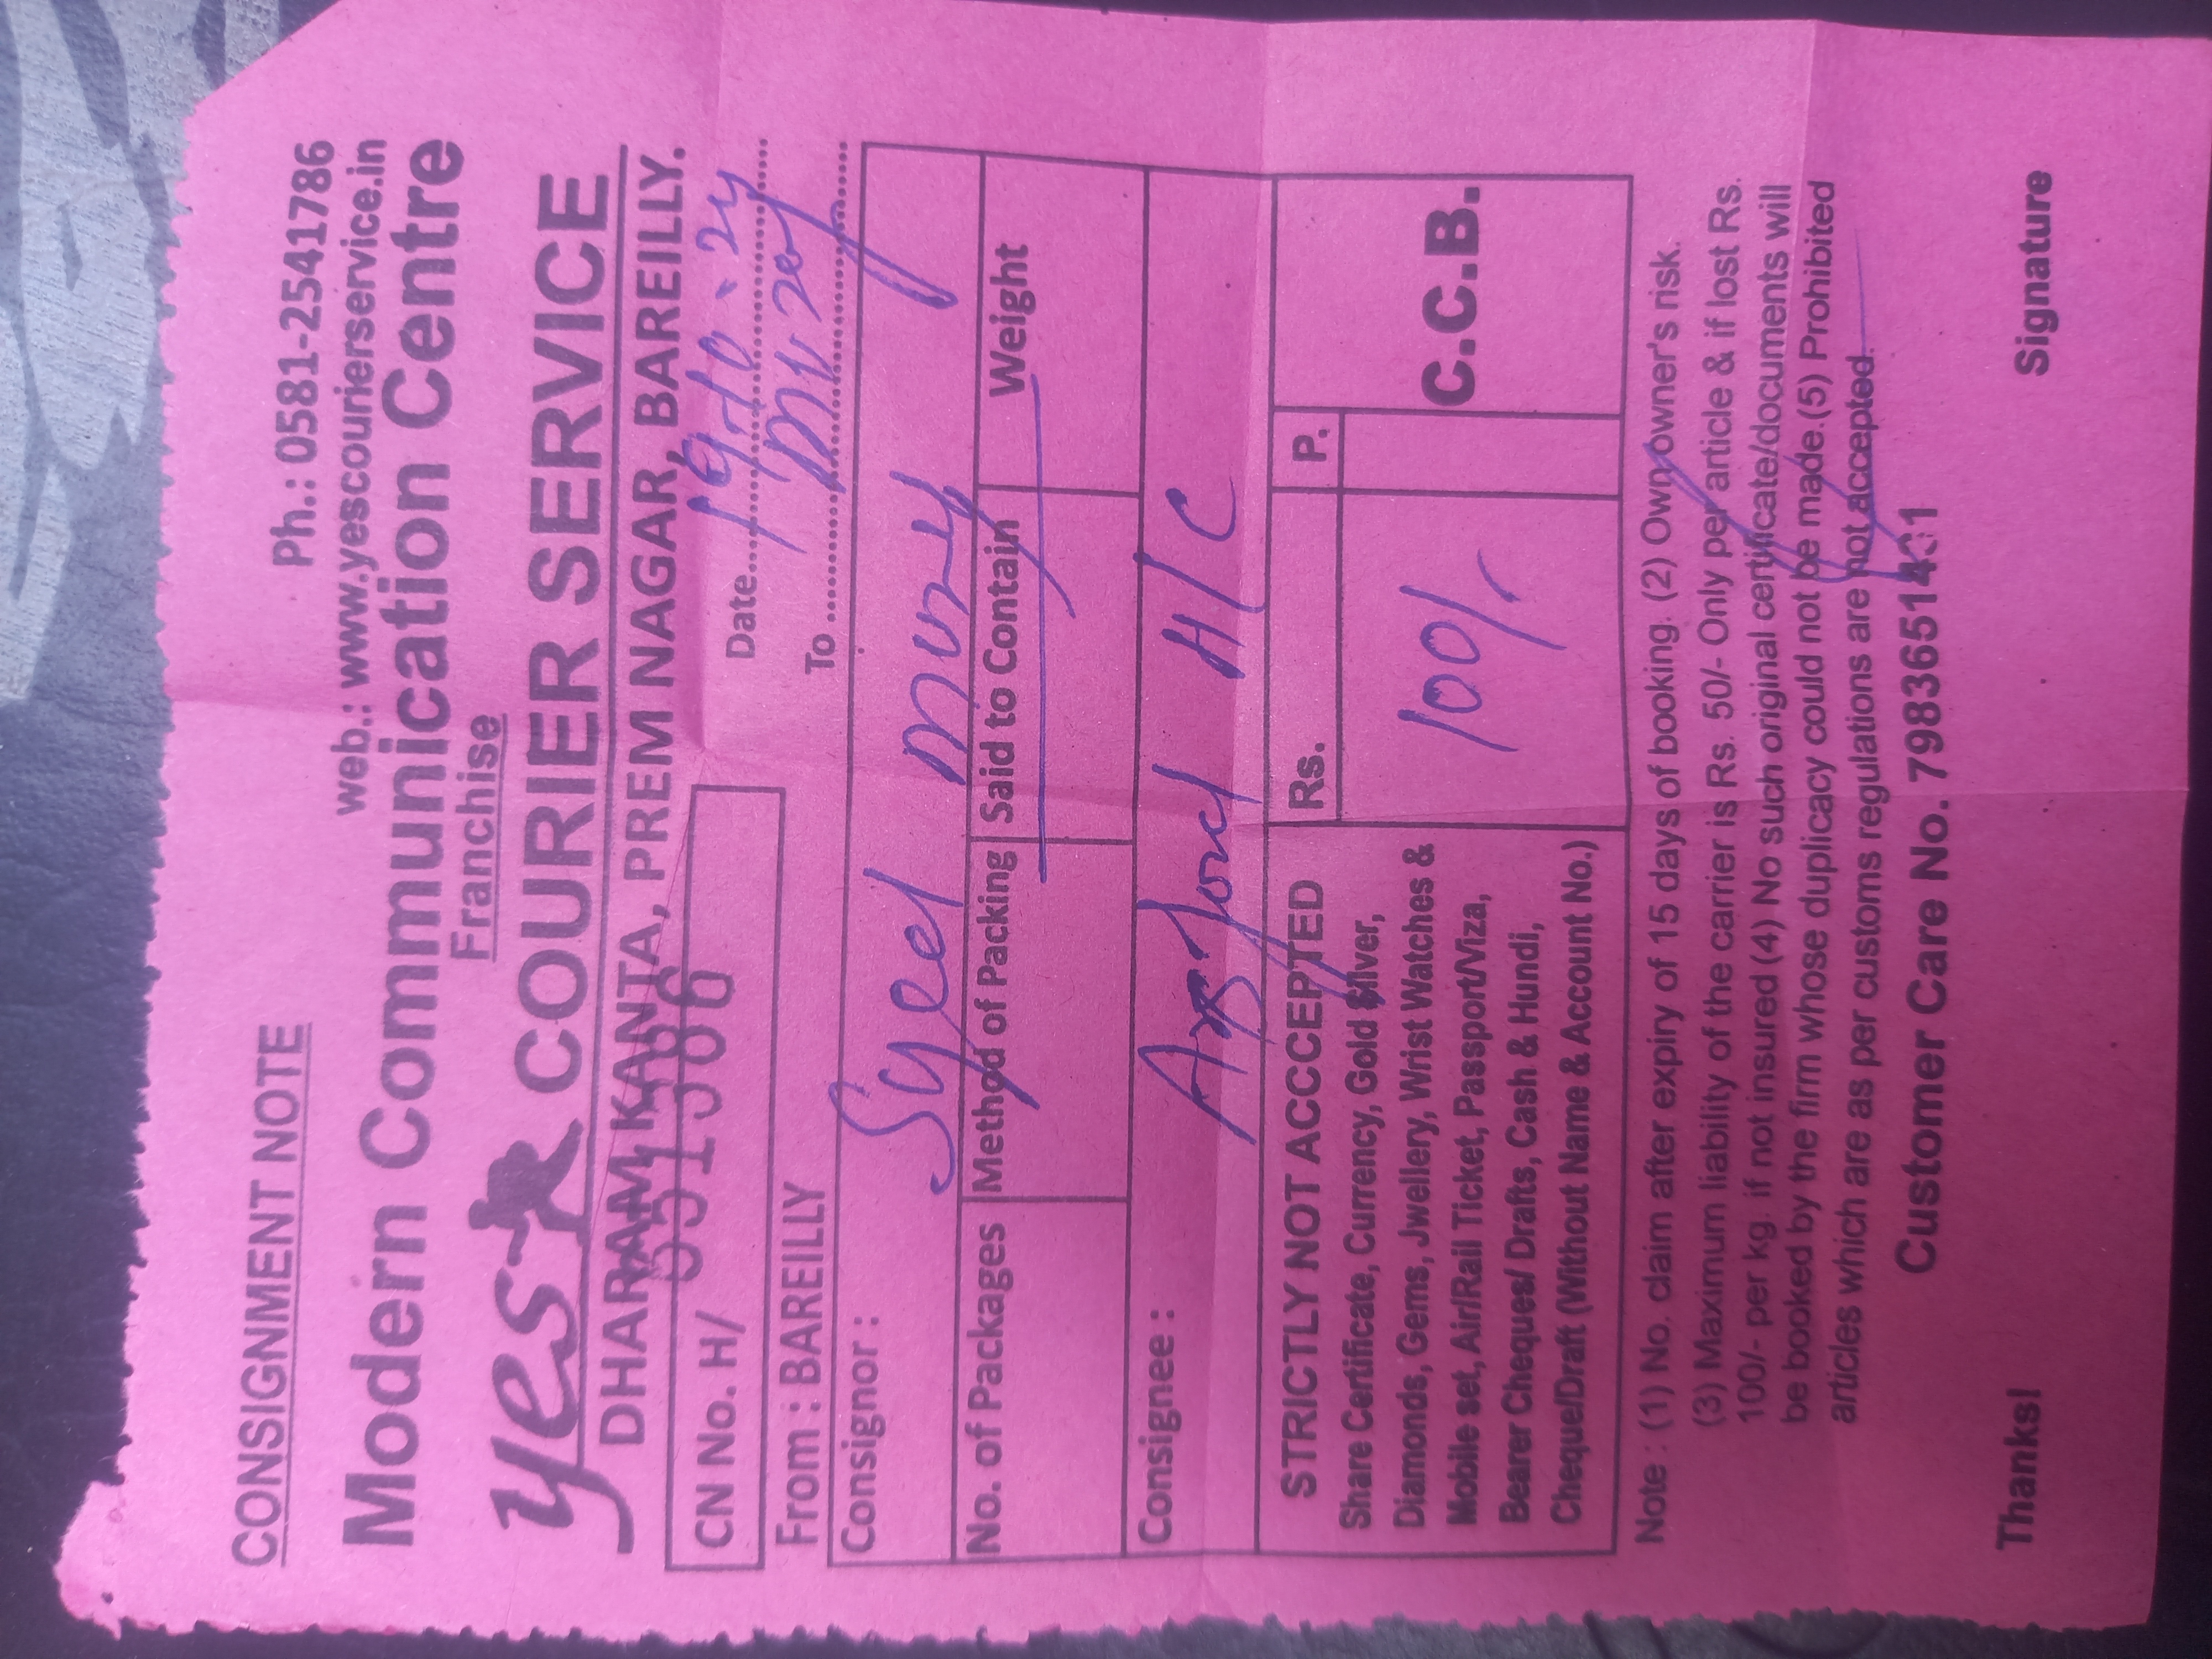 CONSIGNMENT NOTE
Ph.: 0581-2541786
web.: www.yescourierservice.in
Modern Communication Centre
Franchise
yes COURIER SERVICE
DHARAM KANTA, PREM NAGAR, BAREILLY.
CN No. H/ 551586
Date
From : BAREILLY
To
Consignor : Syed
No. of Packages Method of Packing Said to Contain Weight
Consignee :
STRICTLY NOT ACCCEPTED
Share Certificate, Currency, Gold Silver,
Diamonds, Gems, Jwellery, Wrist Watches &
Mobile set, Air/Rail Ticket, Passport/Viza,
Bearer Cheques/ Drafts, Cash & Hundi,
Cheque/Draft (Without Name & Account No.)
Rs. P.
100/-
C.C.B.
Note : (1) No. claim after expiry of 15 days of booking. (2) Own/owner's risk.
(3) Maximum liability of the carrier is Rs. 50/- Only per article & if lost Rs.
100/- per kg. if not insured (4) No such original certificate/documents will
be booked by the firm whose duplicacy could not be made.(5) Prohibited
articles which are as per customs regulations are not accepted.
Customer Care No.
Thanks!
Signature